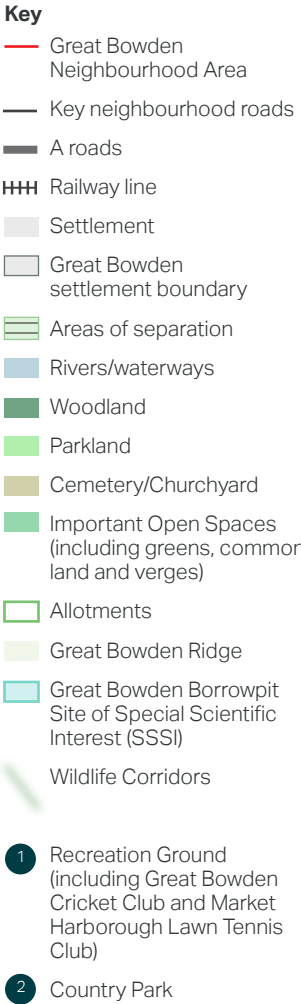 Key
Great Bowden
Neighbourhood Area
Key neighbourhood roads
A roads
Railway line
Settlement
Great Bowden
settlement boundary
Areas of separation
Rivers/waterways
Woodland
Parkland
Cemetery/Churchyard
Important Open Spaces
(including greens, common
land and verges)
Allotments
Great Bowden Ridge
Great Bowden Borrowpit
Site of Special Scientific
Interest (SSSI)
Wildlife Corridors
1 Recreation Ground
(including Great Bowden
Cricket Club and Market
Harborough Lawn Tennis
Club)
2 Country Park